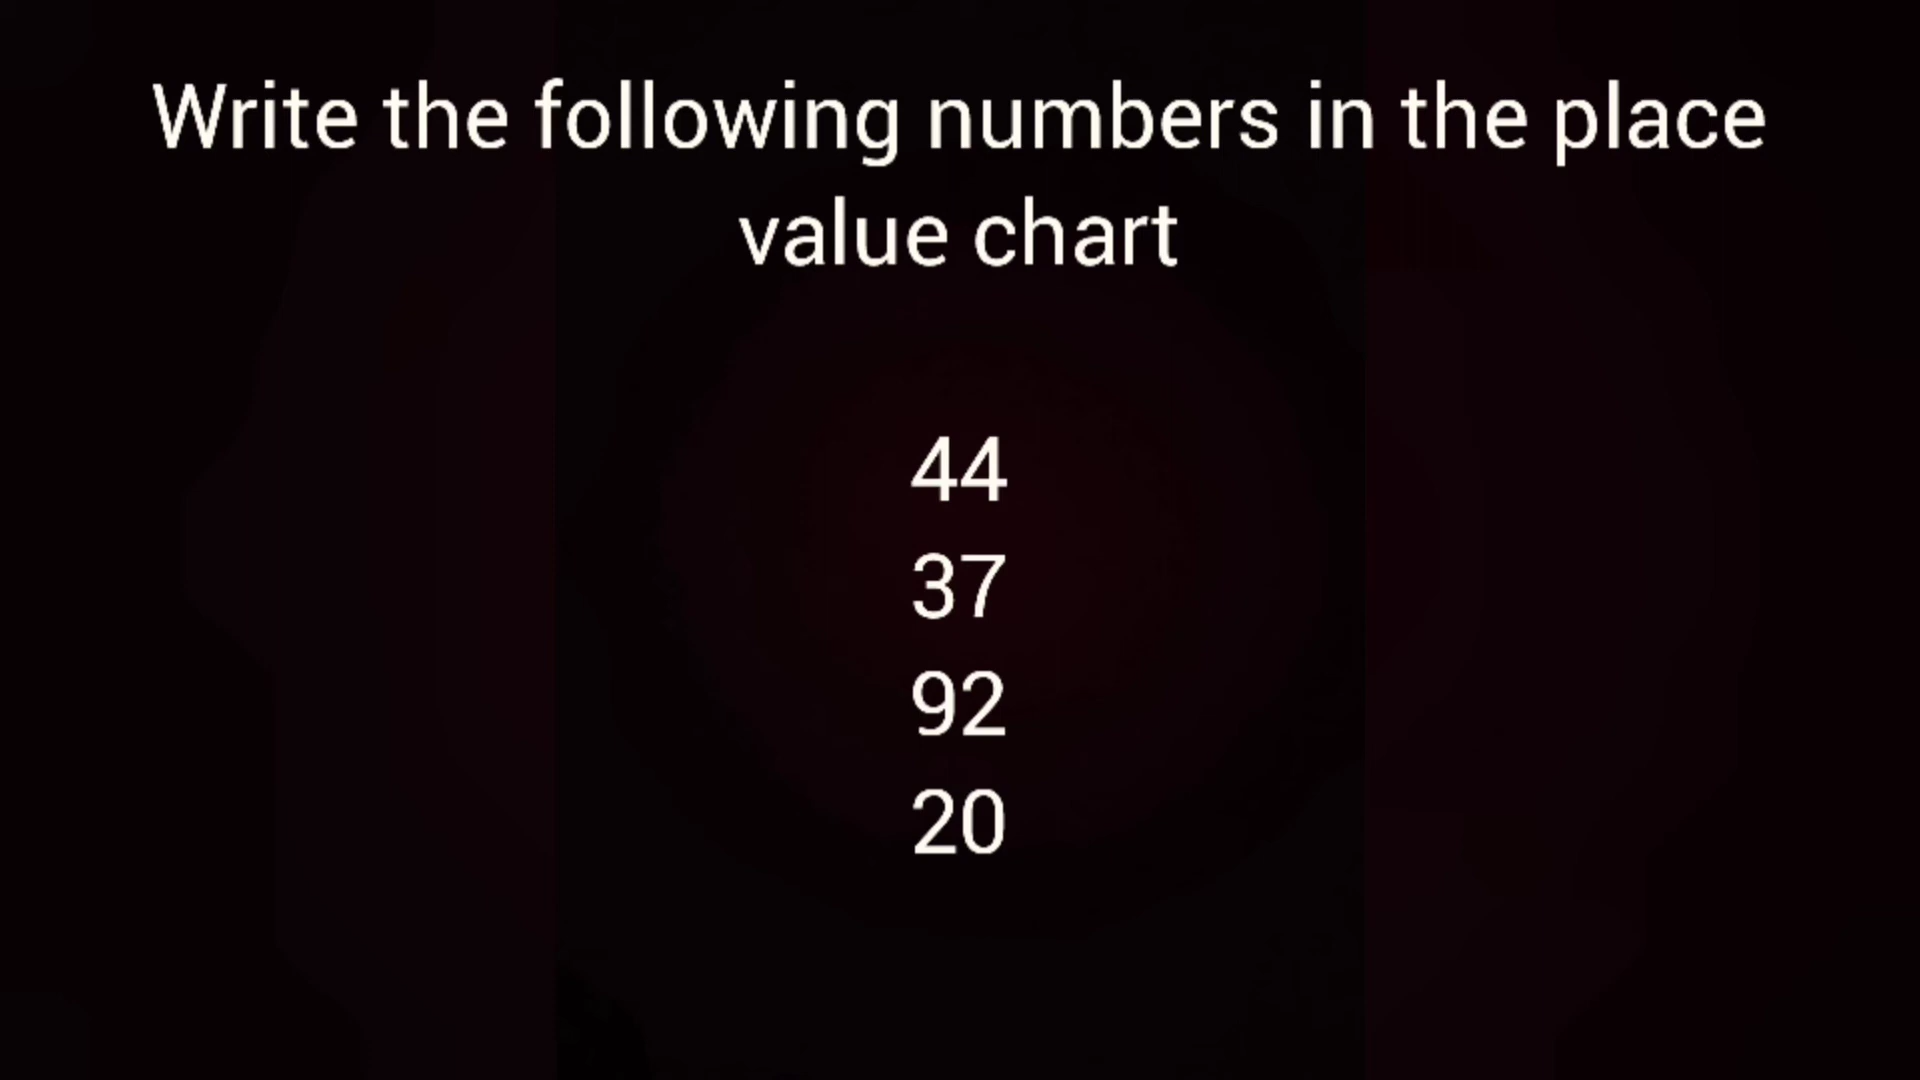 Write the following numbers in the place
value chart
44
37
92
20